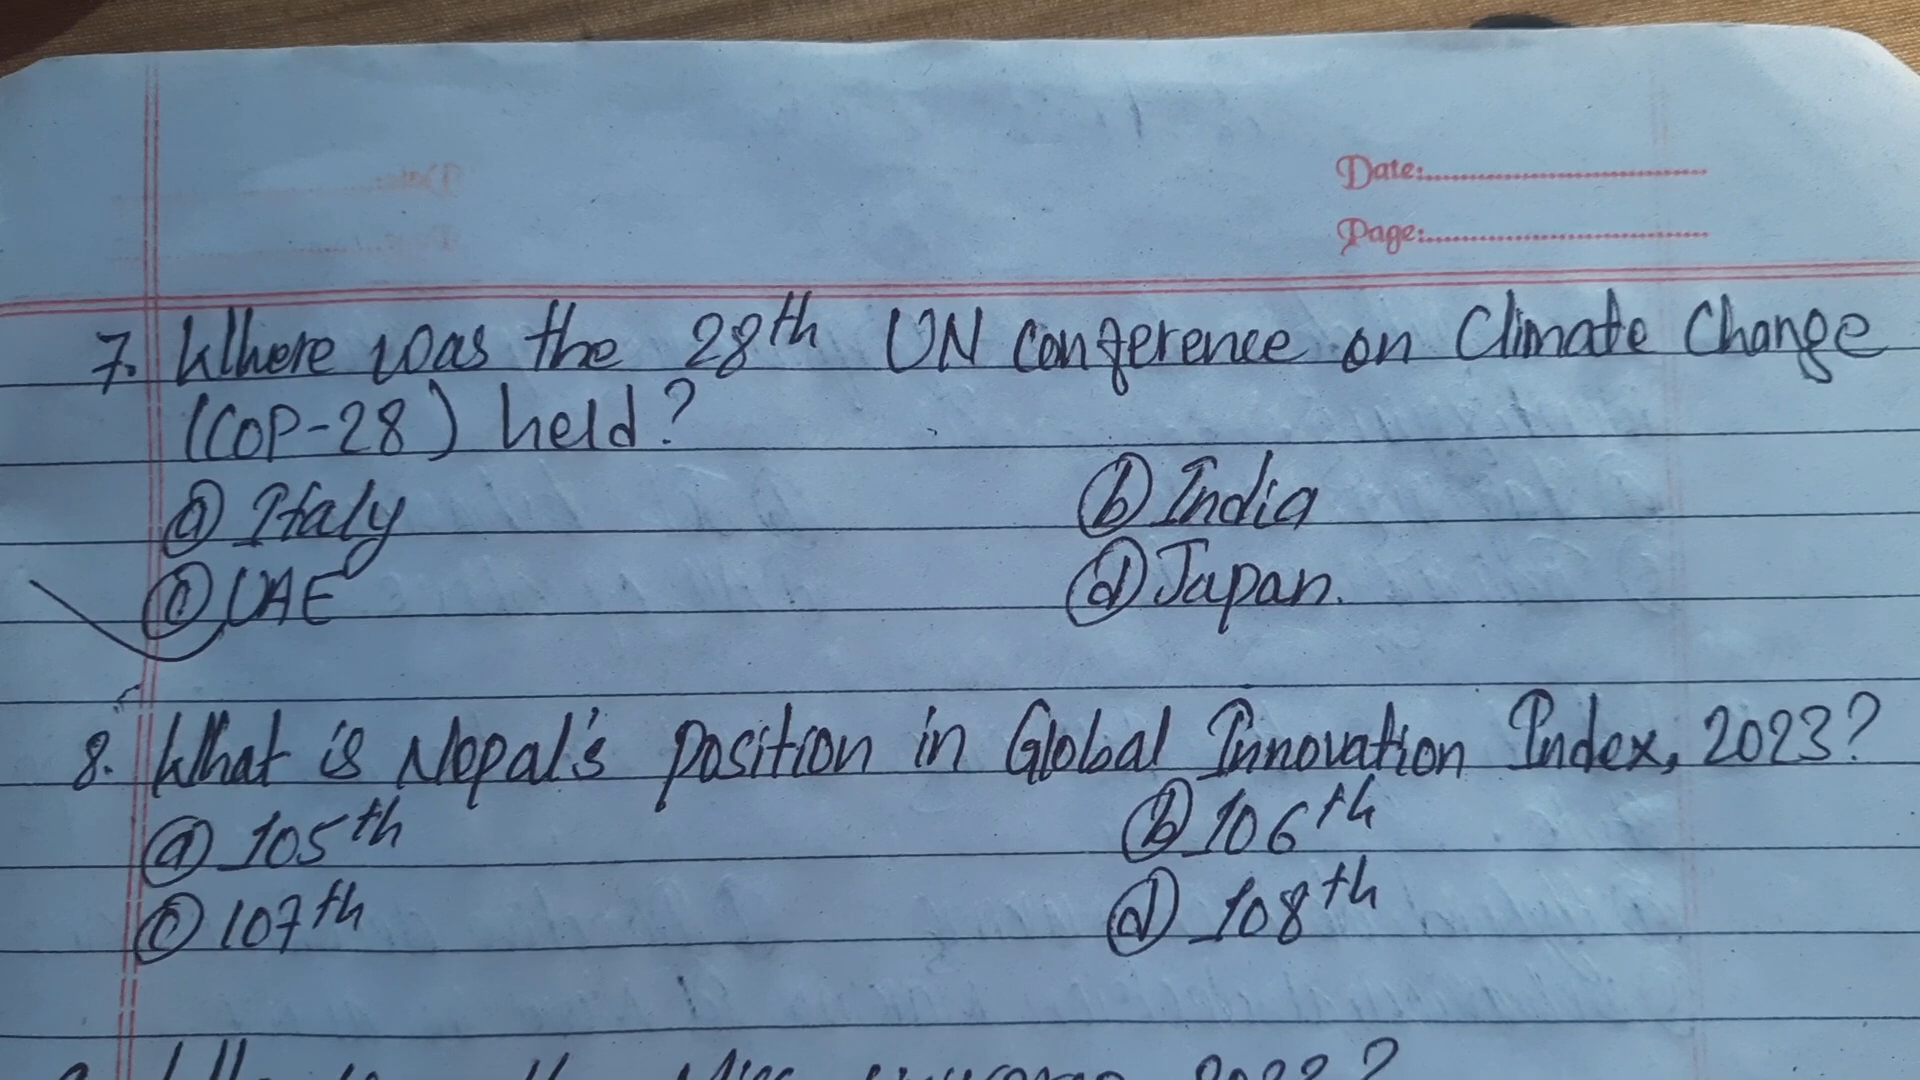 Date:
Page:
7. Where was the 28th UN Conference on Climate Change
(COP-28) held?
ⓐ Italy ⓑ India
ⓒ UAE ⓓ Japan.
8. What is Nepal's position in Global Innovation Index, 2023?
ⓐ 105th ⓑ 106th
ⓒ 107th ⓓ 108th